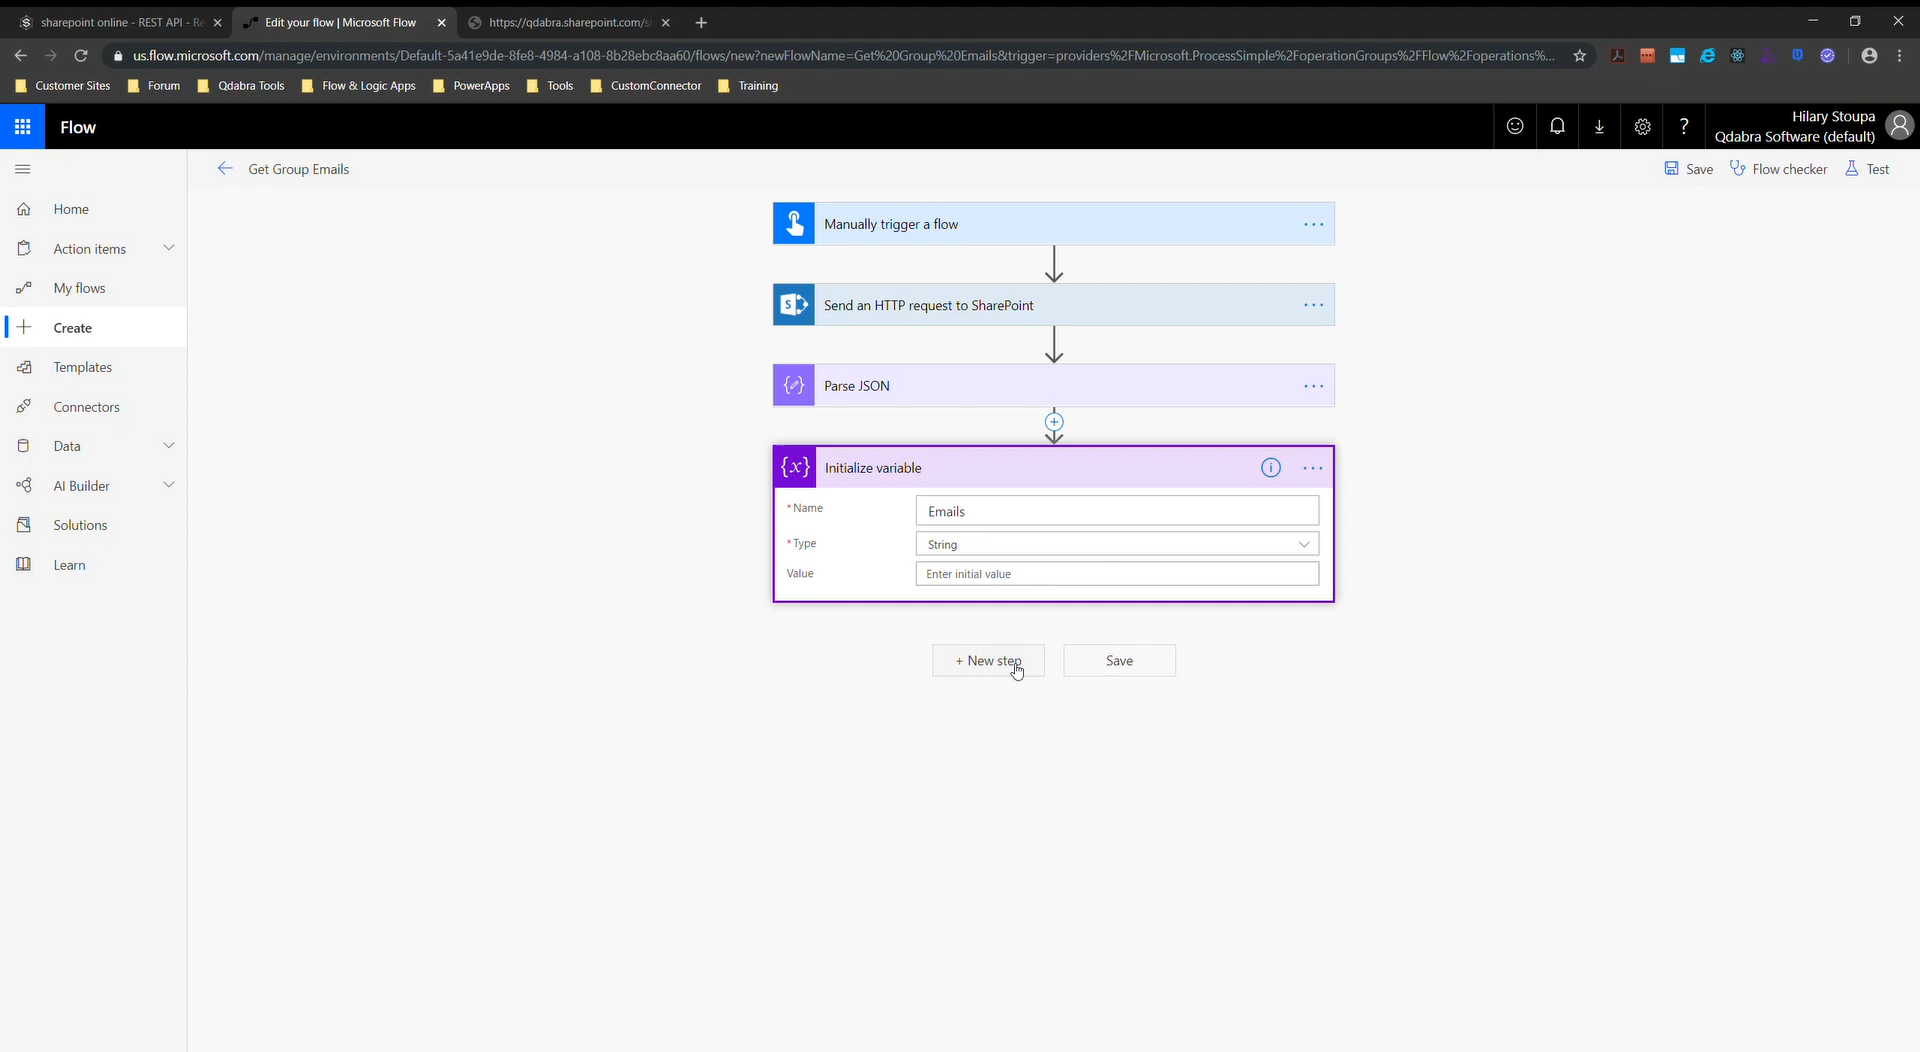 sharepoint online - REST API - Re
Edit your flow | Microsoft Flow
https://qdabra.sharepoint.com/s
us.flow.microsoft.com/manage/environments/Default-5a41e9de-8fe8-4984-a108-8b28ebc8aa60/flows/new?newFlowName=Get%20Group%20Emails&trigger=providers%2FMicrosoft.ProcessSimple%2FoperationGroups%2FFlow%2Foperations%...
Customer Sites
Forum
Qdabra Tools
Flow & Logic Apps
PowerApps
Tools
CustomConnector
Training
Flow
Hilary Stoupa
Qdabra Software (default)
Get Group Emails
Save
Flow checker
Test
Home
Action items
My flows
Create
Templates
Connectors
Data
AI Builder
Solutions
Learn
Manually trigger a flow
Send an HTTP request to SharePoint
Parse JSON
{x} Initialize variable
* Name
Emails
* Type
String
Value
Enter initial value
+ New step
Save